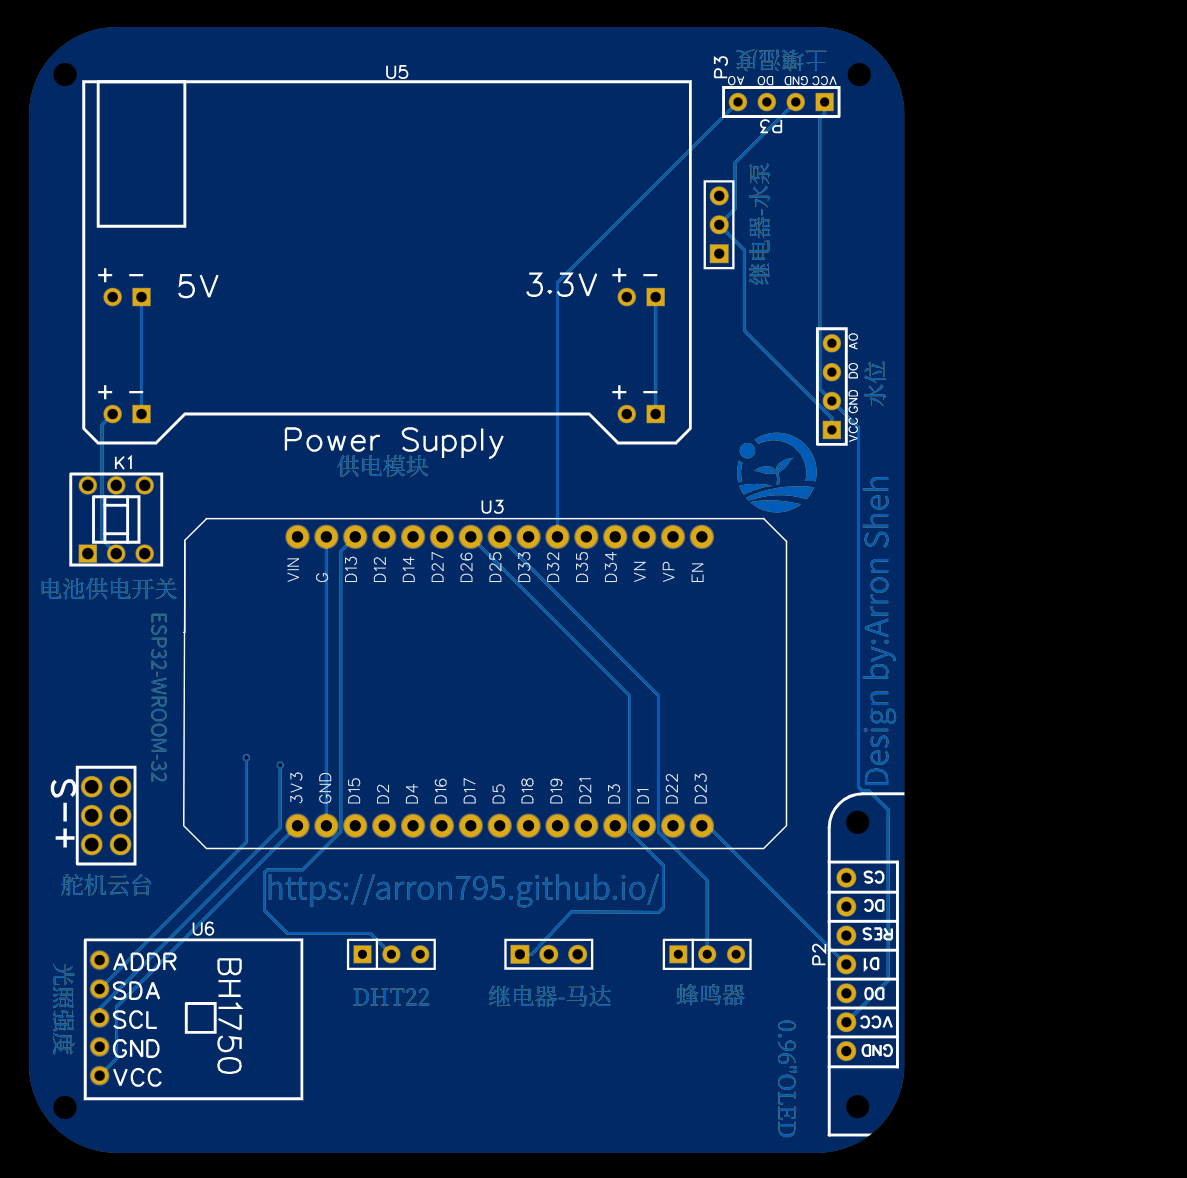 土壤湿度
P3
AO DO GND VCC
P3
U5
继电器-水泵
+ − 5V
3.3V + −
+ −
+ −
AO
DO
GND
VCC
水位
Power Supply
供电模块
K1
电池供电开关
U3
VIN G D13 D12 D14 D27 D26 D25 D33 D32 D35 D34 VN VP EN
ESP32-WROOM-32
Design by:Arron Sheh
3V3 GND D15 D2 D4 D16 D17 D5 D18 D19 D21 D3 D1 D22 D23
+−S
舵机云台
https://arron795.github.io/
U6
ADDR
SDA
SCL
GND
VCC
BH1750
光照强度
DHT22
继电器-马达
蜂鸣器
P2
CS
DC
RES
D1
D0
VCC
GND
0.96"OLED